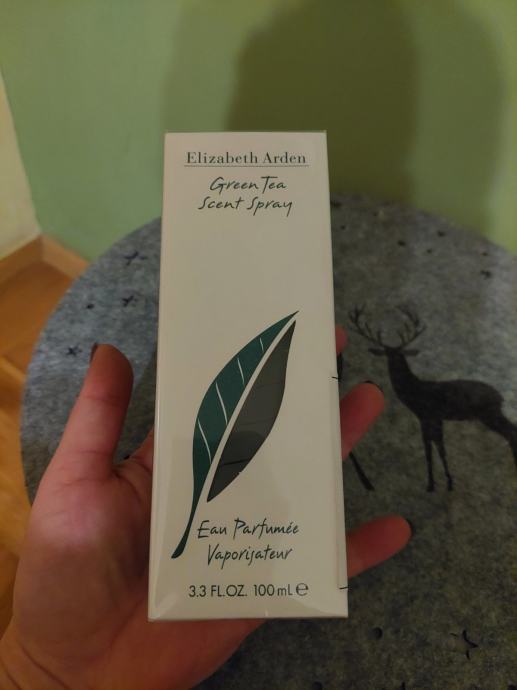 Elizabeth Arden
Green Tea
Scent Spray
Eau Parfumée
Vaporisateur
3.3 FL.OZ. 100 mL ℮